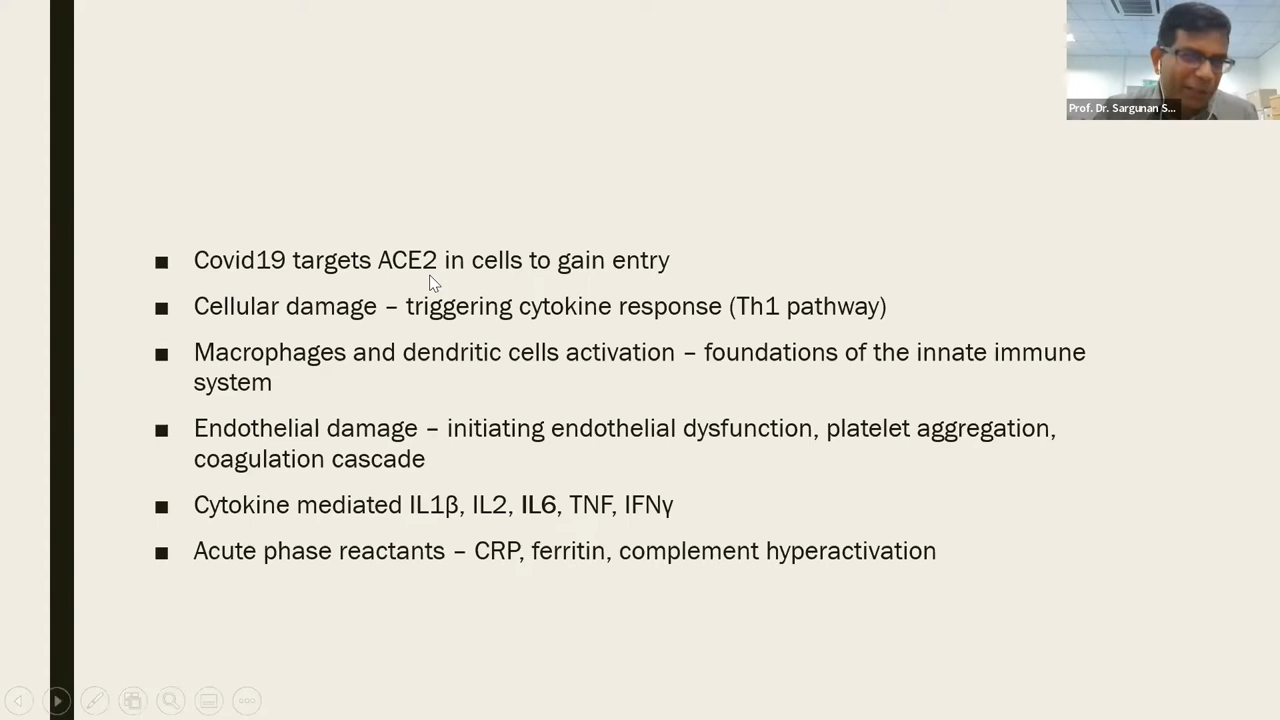 Prof. Dr. Sargunan S...
■ Covid19 targets ACE2 in cells to gain entry
■ Cellular damage – triggering cytokine response (Th1 pathway)
■ Macrophages and dendritic cells activation – foundations of the innate immune
system
■ Endothelial damage – initiating endothelial dysfunction, platelet aggregation,
coagulation cascade
■ Cytokine mediated IL1β, IL2, IL6, TNF, IFNγ
■ Acute phase reactants – CRP, ferritin, complement hyperactivation